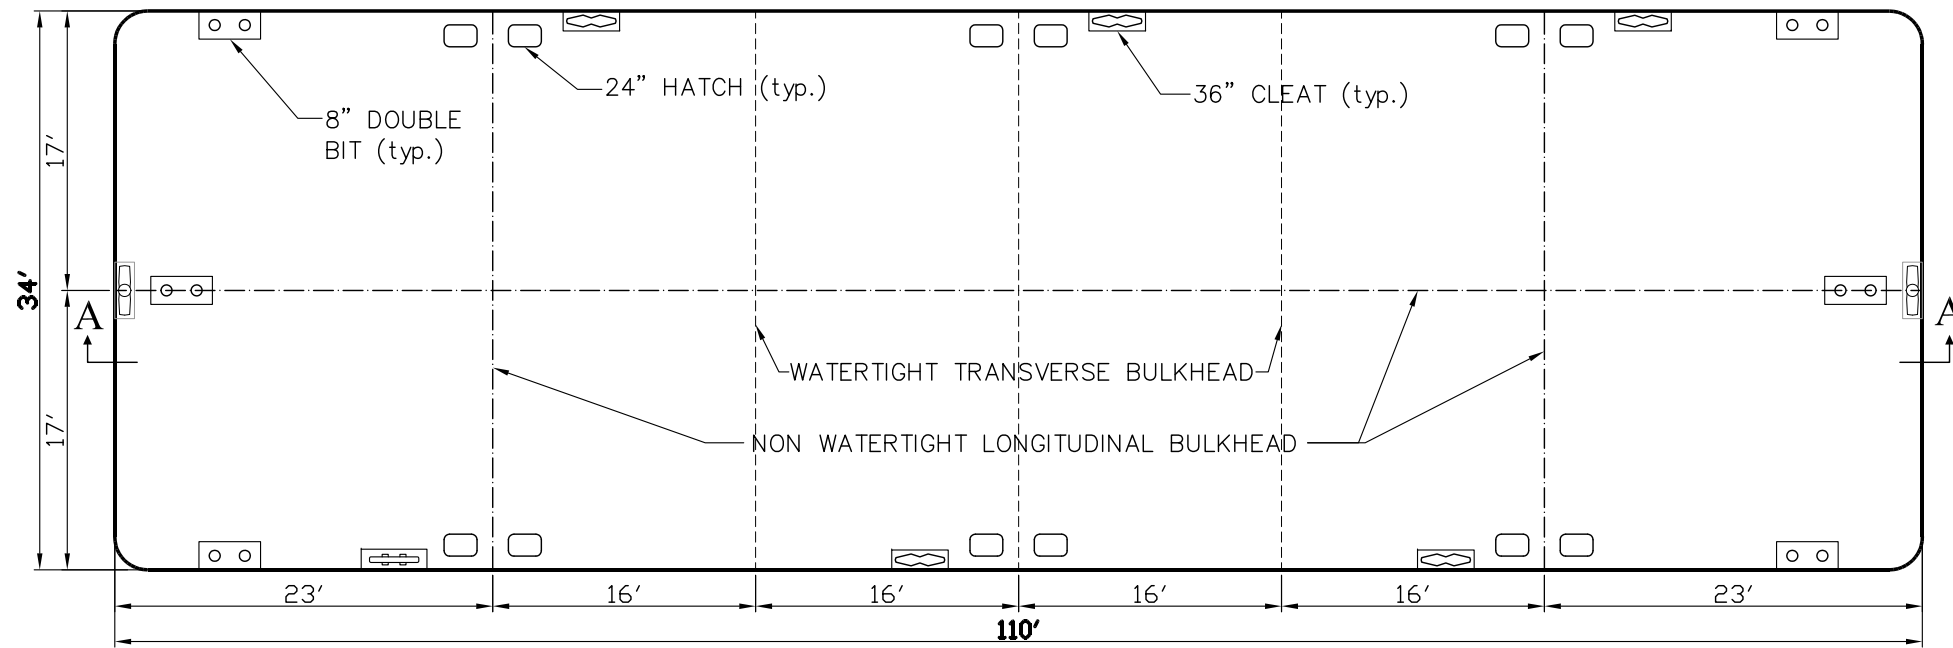 24” HATCH (typ.)
36” CLEAT (typ.)
8” DOUBLE
BIT (typ.)
17’
34’
A
A
WATERTIGHT TRANSVERSE BULKHEAD
17’
NON WATERTIGHT LONGITUDINAL BULKHEAD
23’
16’
16’
16’
16’
23’
110’